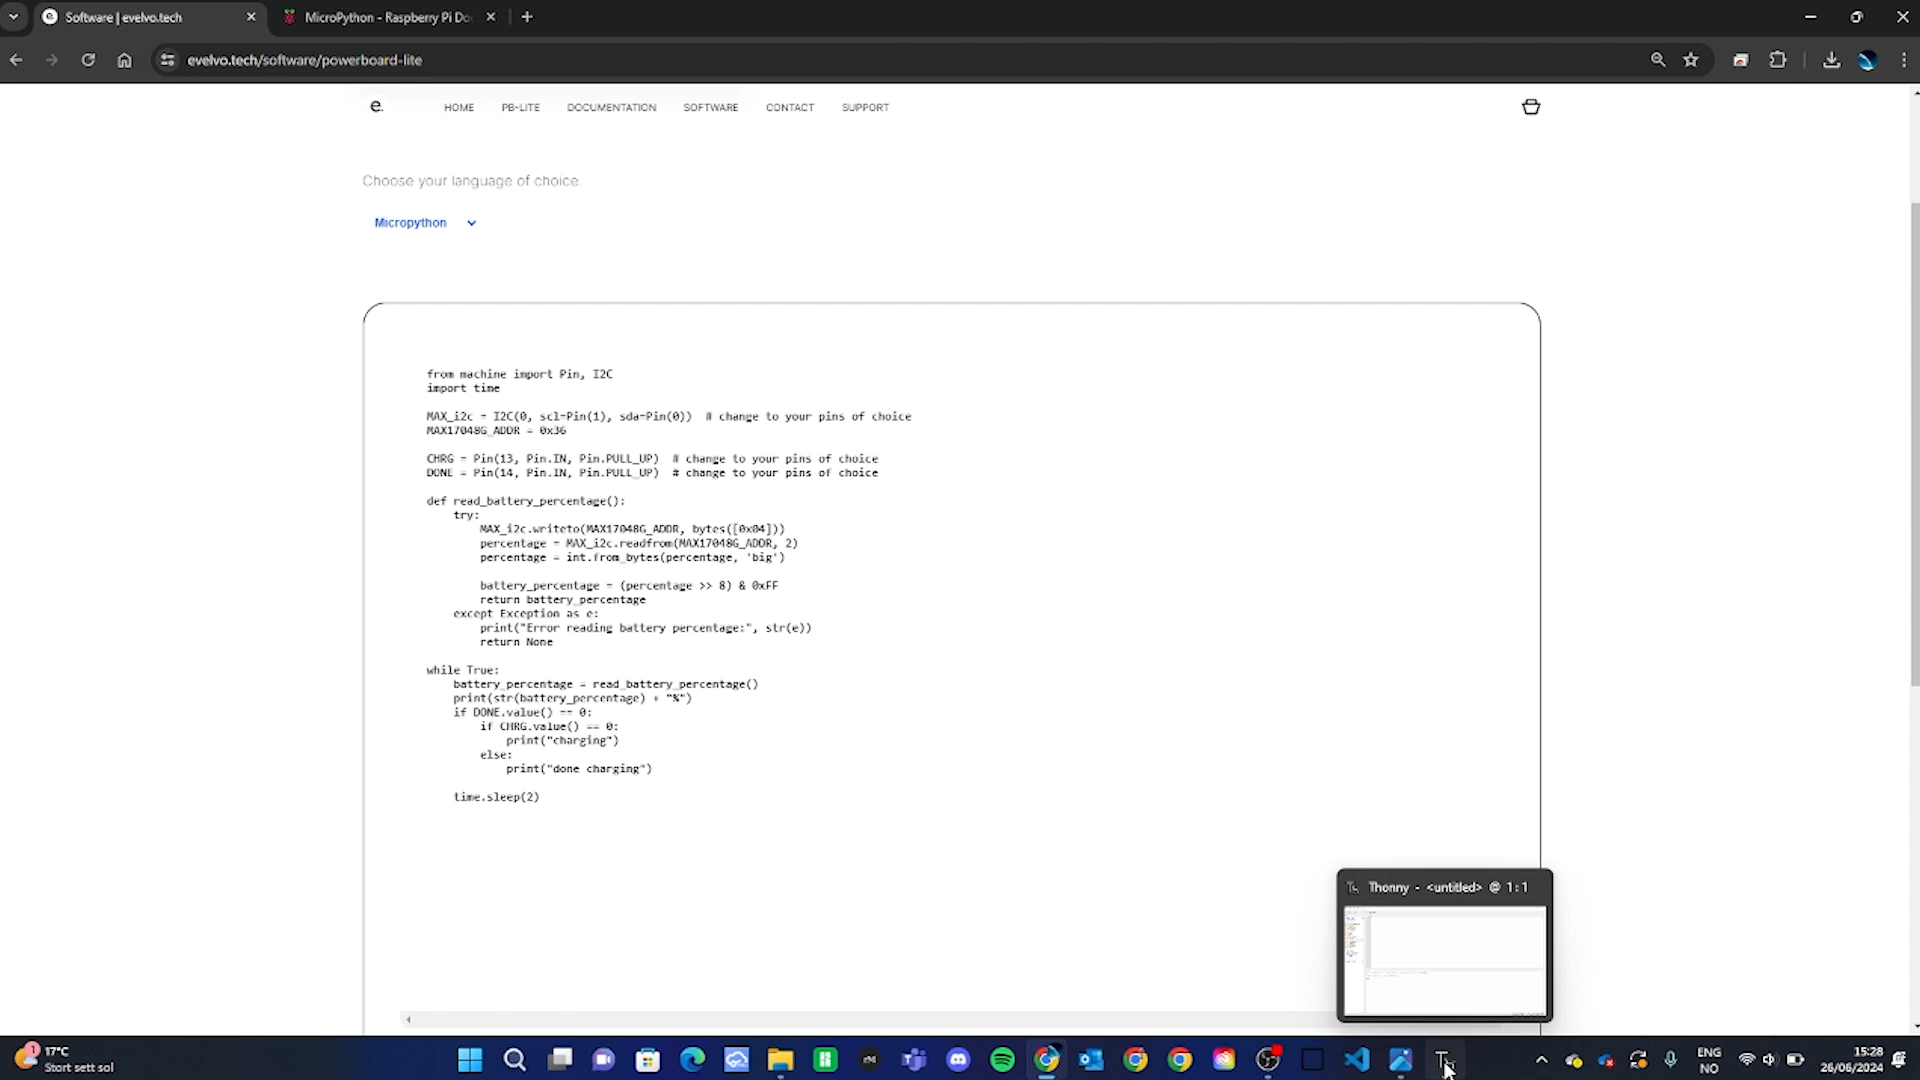 Software | evelvo.tech
MicroPython - Raspberry Pi Do
evelvo.tech/software/powerboard-lite
e.
HOME
PB-LITE
DOCUMENTATION
SOFTWARE
CONTACT
SUPPORT
Choose your language of choice.
Micropython
from machine import Pin, I2C
import time
MAX_i2c = I2C(0, scl=Pin(1), sda=Pin(0))  # change to your pins of choice
MAX17048G_ADDR = 0x36
CHRG = Pin(13, Pin.IN, Pin.PULL_UP)  # change to your pins of choice
DONE = Pin(14, Pin.IN, Pin.PULL_UP)  # change to your pins of choice
def read_battery_percentage():
    try:
        MAX_i2c.writeto(MAX17048G_ADDR, bytes([0x04]))
        percentage = MAX_i2c.readfrom(MAX17048G_ADDR, 2)
        percentage = int.from_bytes(percentage, 'big')
        battery_percentage = (percentage >> 8) & 0xFF
        return battery_percentage
    except Exception as e:
        print("Error reading battery percentage:", str(e))
        return None
while True:
    battery_percentage = read_battery_percentage()
    print(str(battery_percentage) + "%")
    if DONE.value() == 0:
        if CHRG.value() == 0:
            print("charging")
        else:
            print("done charging")
    time.sleep(2)
Thonny - <untitled> @ 1:1
1
17°C
Stort sett sol
ENG
NO
15:28
26/06/2024